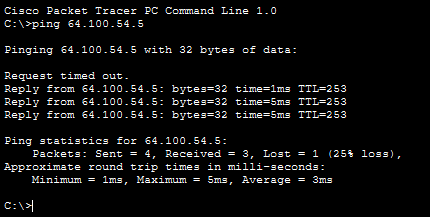 Cisco Packet Tracer PC Command Line 1.0
C:\>ping 64.100.54.5
Pinging 64.100.54.5 with 32 bytes of data:
Request timed out.
Reply from 64.100.54.5: bytes=32 time=1ms TTL=253
Reply from 64.100.54.5: bytes=32 time=5ms TTL=253
Reply from 64.100.54.5: bytes=32 time=5ms TTL=253
Ping statistics for 64.100.54.5:
Packets: Sent = 4, Received = 3, Lost = 1 (25% loss),
Approximate round trip times in milli-seconds:
Minimum = 1ms, Maximum = 5ms, Average = 3ms
C:\>